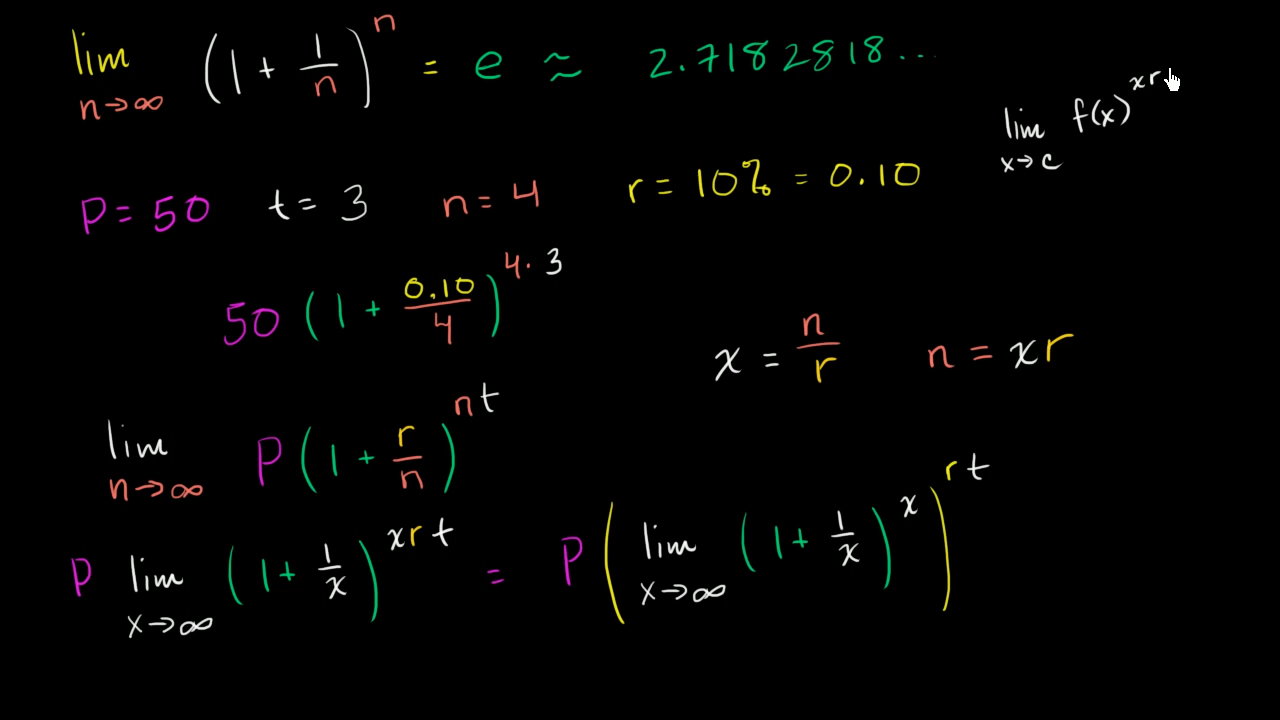 lim n→∞ (1 + 1/n)^n = e ≈ 2.7182818...
lim x→c f(x)^xr
P = 50 t = 3 n = 4 r = 10% = 0.10
50 (1 + 0.10/4)^4·3
x = n/r n = xr
lim n→∞ P(1 + r/n)^nt
P lim x→∞ (1 + 1/x)^xrt = P(lim x→∞ (1 + 1/x)^x)^rt